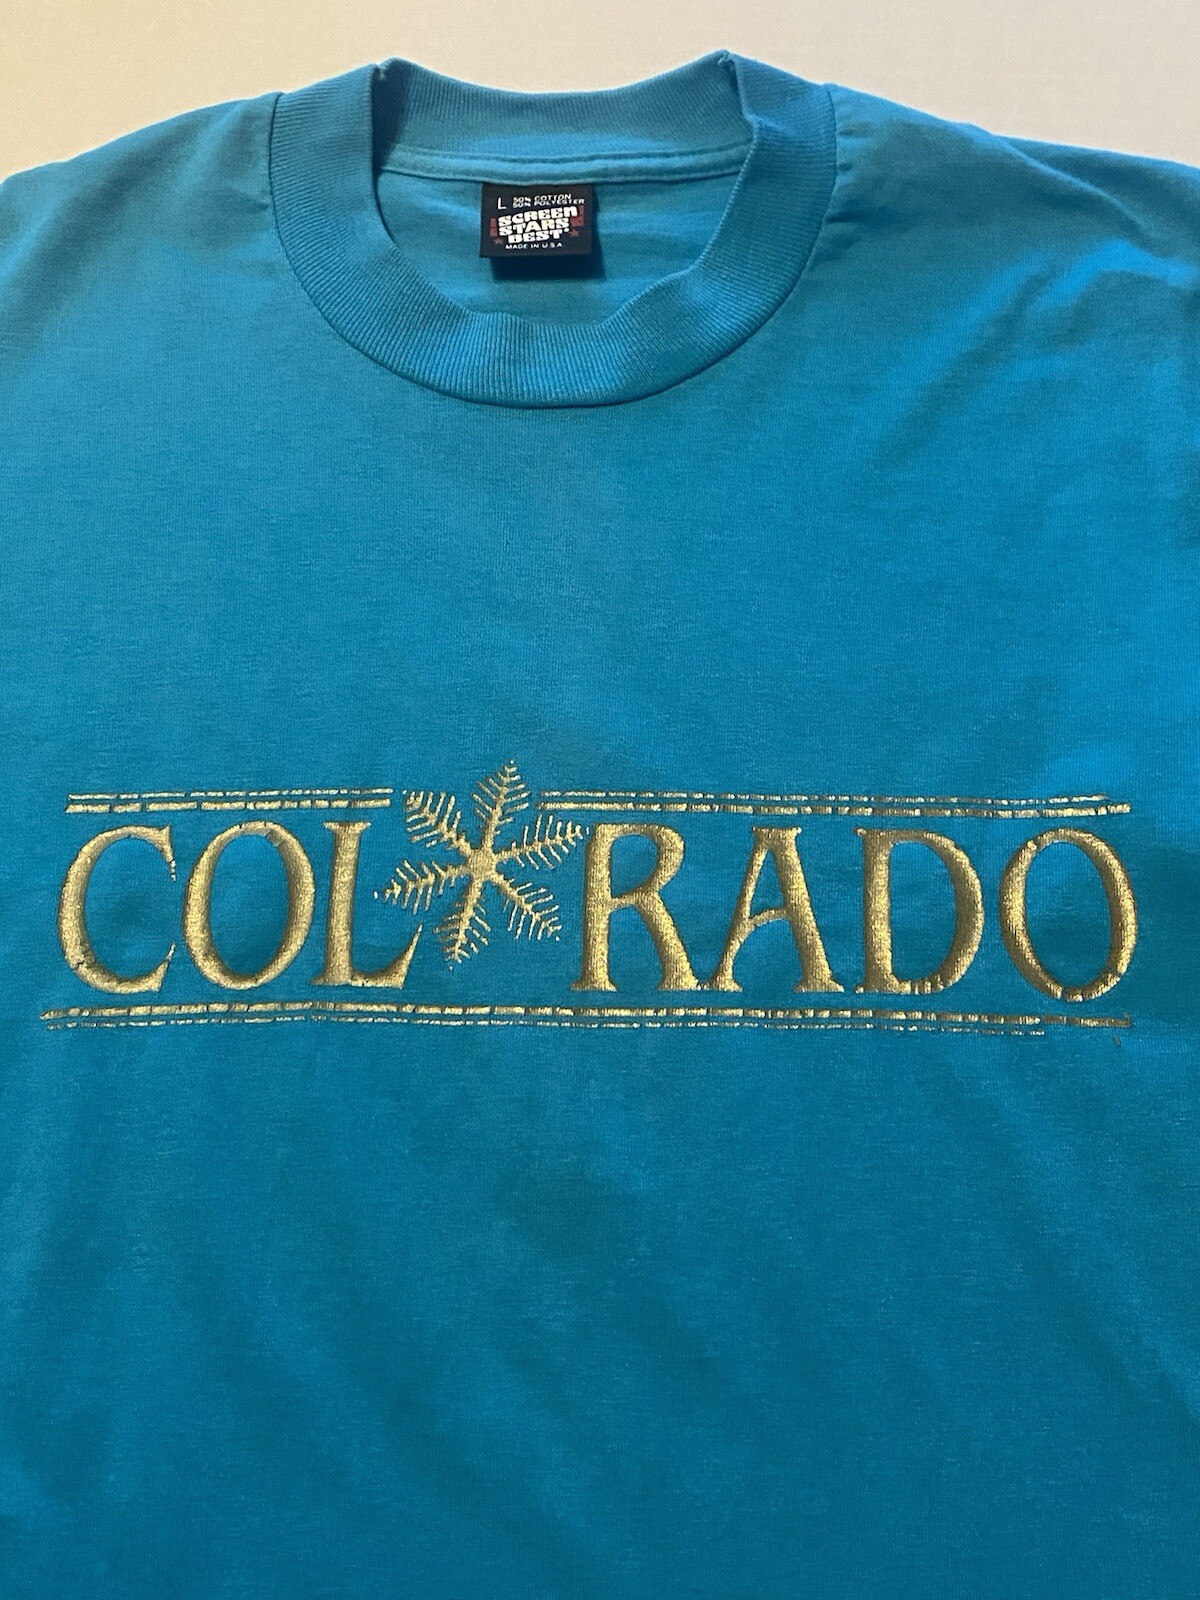 L 50% COTTON
50% POLYESTER
SCREEN
STARS
BEST
MADE IN U.S.A
COL RADO